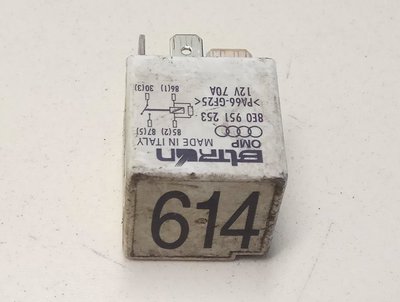 BitrOn
OMP MADE IN ITALY
8E0 951 253
85(2) 87(5)
>PA66-GF25<
12V 70A
86(1) 30(3)
614